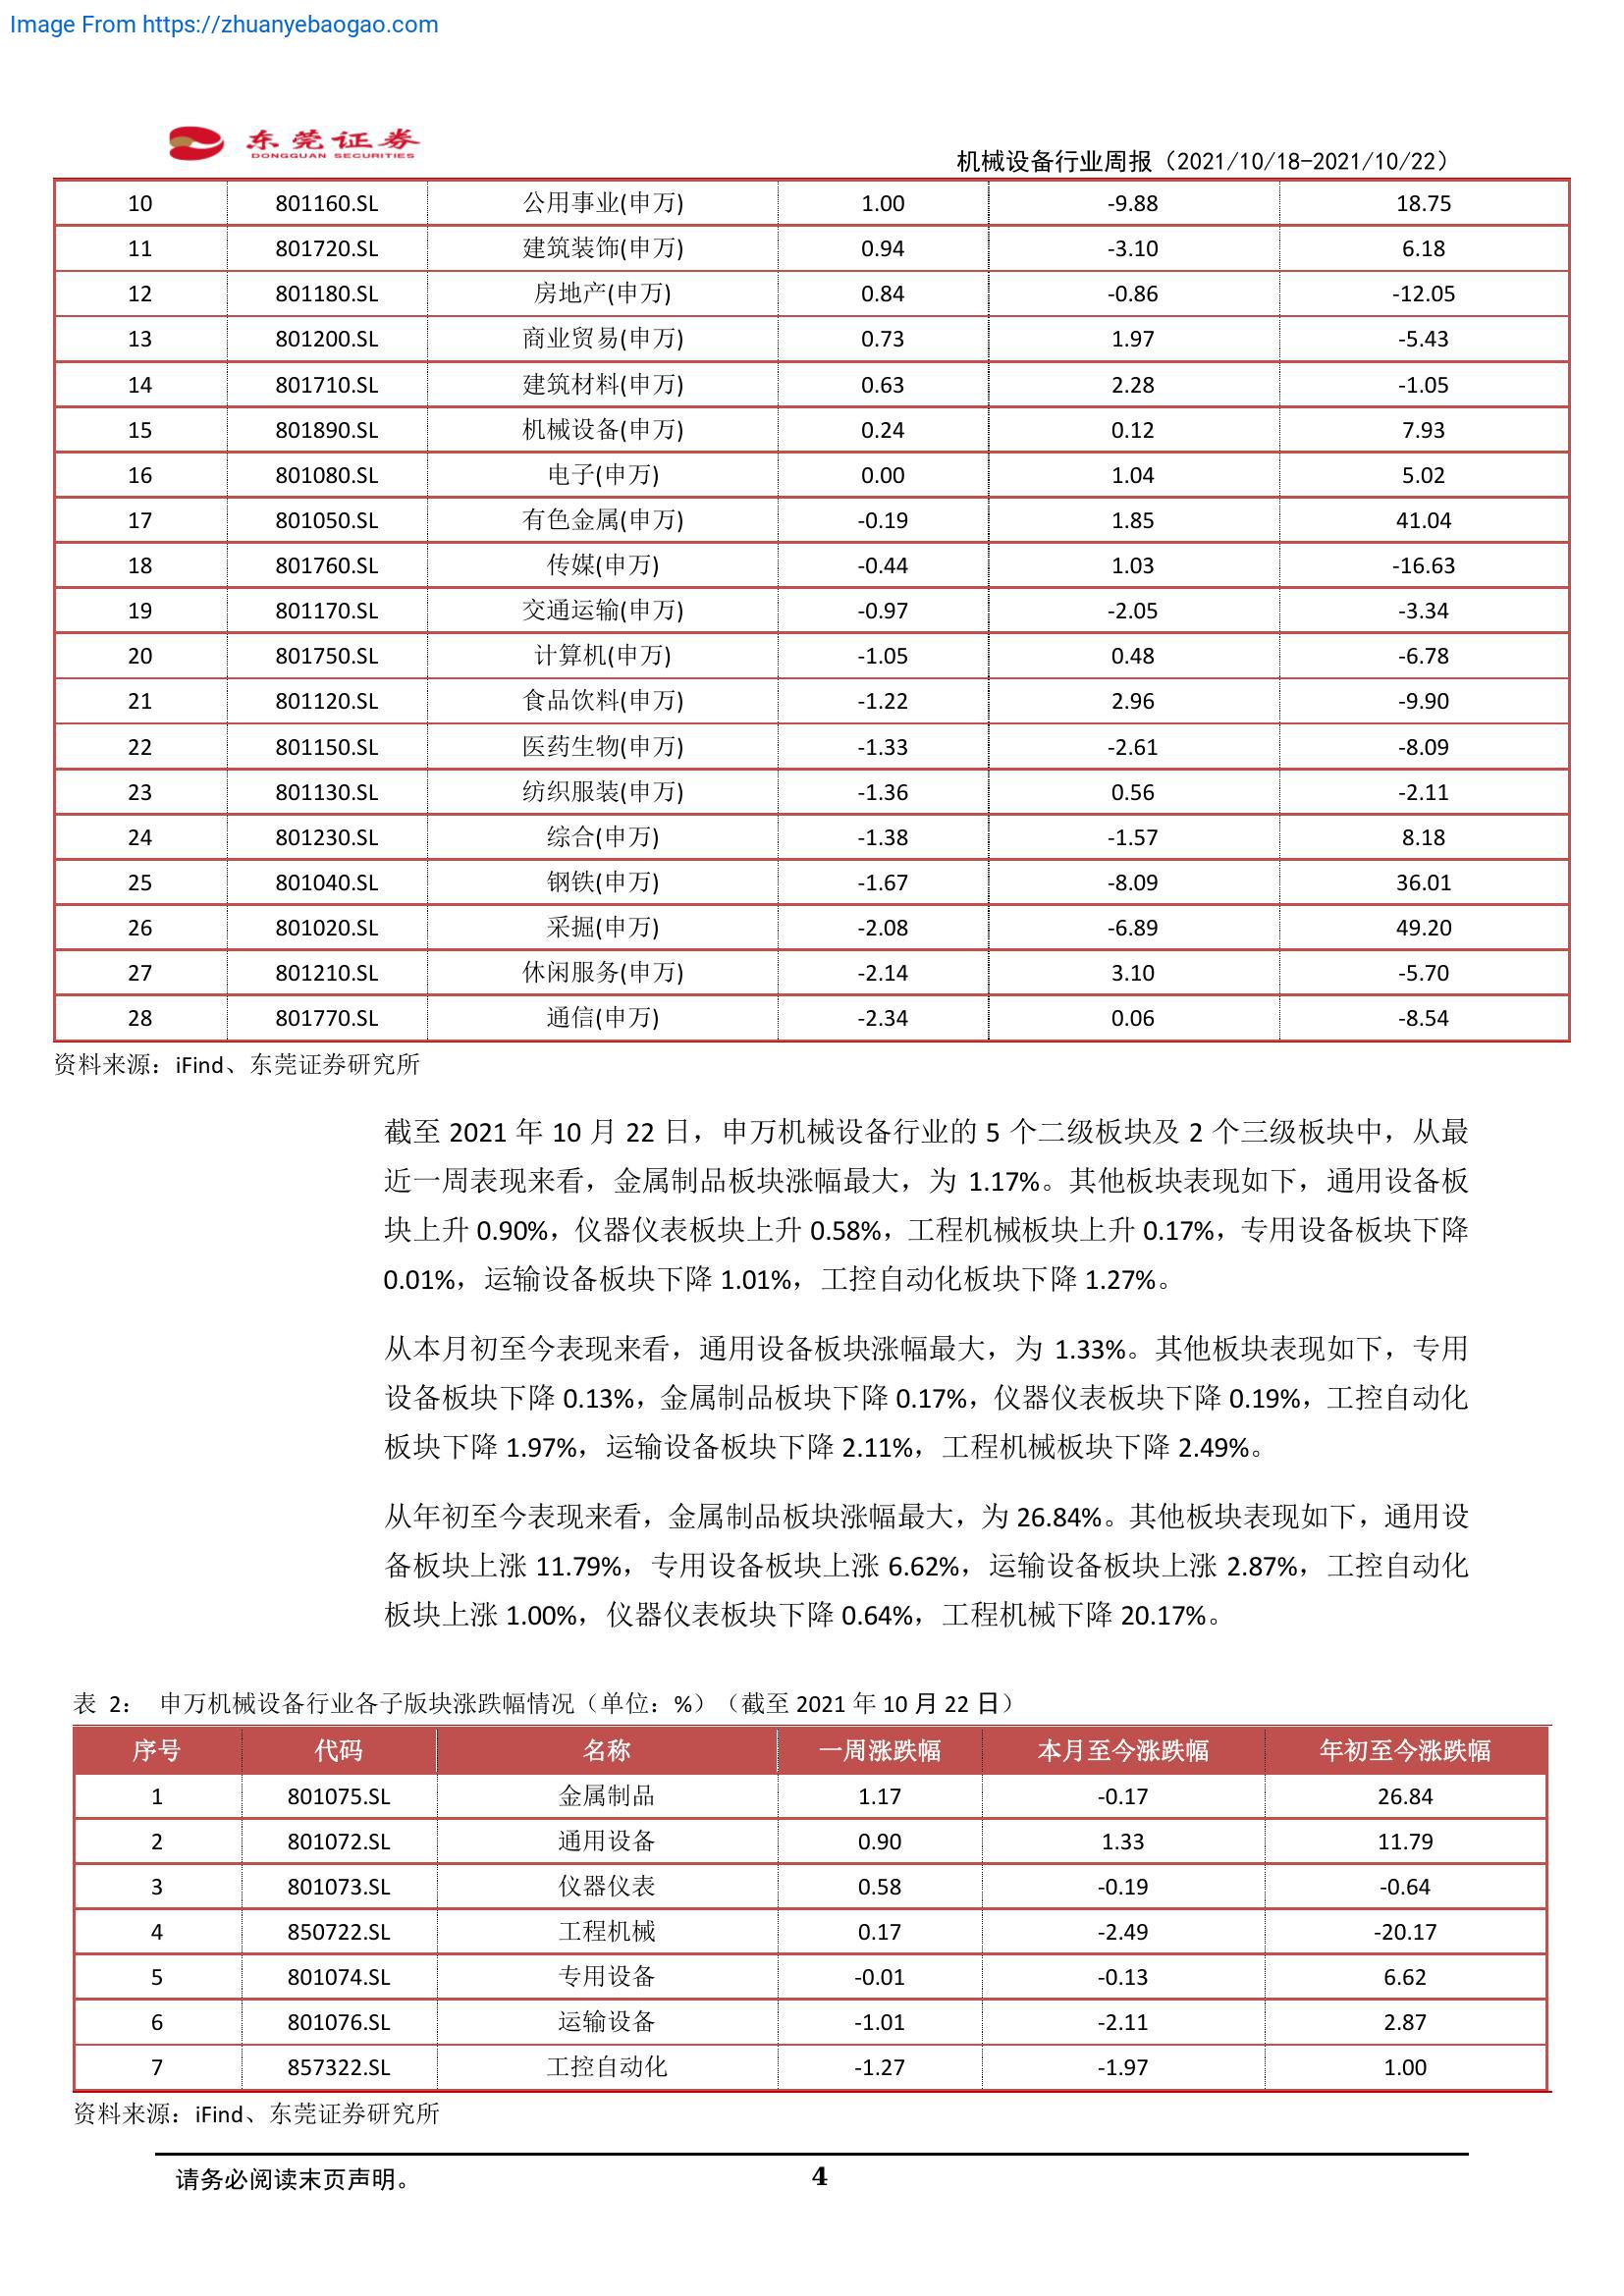 Image From https://zhuanyebaogao.com
东莞证券
DONGGUAN SECURITIES
机械设备行业周报（2021/10/18-2021/10/22）
10 801160.SL 公用事业(申万) 1.00 -9.88 18.75
11 801720.SL 建筑装饰(申万) 0.94 -3.10 6.18
12 801180.SL 房地产(申万) 0.84 -0.86 -12.05
13 801200.SL 商业贸易(申万) 0.73 1.97 -5.43
14 801710.SL 建筑材料(申万) 0.63 2.28 -1.05
15 801890.SL 机械设备(申万) 0.24 0.12 7.93
16 801080.SL 电子(申万) 0.00 1.04 5.02
17 801050.SL 有色金属(申万) -0.19 1.85 41.04
18 801760.SL 传媒(申万) -0.44 1.03 -16.63
19 801170.SL 交通运输(申万) -0.97 -2.05 -3.34
20 801750.SL 计算机(申万) -1.05 0.48 -6.78
21 801120.SL 食品饮料(申万) -1.22 2.96 -9.90
22 801150.SL 医药生物(申万) -1.33 -2.61 -8.09
23 801130.SL 纺织服装(申万) -1.36 0.56 -2.11
24 801230.SL 综合(申万) -1.38 -1.57 8.18
25 801040.SL 钢铁(申万) -1.67 -8.09 36.01
26 801020.SL 采掘(申万) -2.08 -6.89 49.20
27 801210.SL 休闲服务(申万) -2.14 3.10 -5.70
28 801770.SL 通信(申万) -2.34 0.06 -8.54
资料来源：iFind、东莞证券研究所
截至 2021 年 10 月 22 日，申万机械设备行业的 5 个二级板块及 2 个三级板块中，从最
近一周表现来看，金属制品板块涨幅最大，为 1.17%。其他板块表现如下，通用设备板
块上升 0.90%，仪器仪表板块上升 0.58%，工程机械板块上升 0.17%，专用设备板块下降
0.01%，运输设备板块下降 1.01%，工控自动化板块下降 1.27%。
从本月初至今表现来看，通用设备板块涨幅最大，为 1.33%。其他板块表现如下，专用
设备板块下降 0.13%，金属制品板块下降 0.17%，仪器仪表板块下降 0.19%，工控自动化
板块下降 1.97%，运输设备板块下降 2.11%，工程机械板块下降 2.49%。
从年初至今表现来看，金属制品板块涨幅最大，为 26.84%。其他板块表现如下，通用设
备板块上涨 11.79%，专用设备板块上涨 6.62%，运输设备板块上涨 2.87%，工控自动化
板块上涨 1.00%，仪器仪表板块下降 0.64%，工程机械下降 20.17%。
表 2： 申万机械设备行业各子版块涨跌幅情况（单位：%）（截至 2021 年 10 月 22 日）
序号 代码 名称 一周涨跌幅 本月至今涨跌幅 年初至今涨跌幅
1 801075.SL 金属制品 1.17 -0.17 26.84
2 801072.SL 通用设备 0.90 1.33 11.79
3 801073.SL 仪器仪表 0.58 -0.19 -0.64
4 850722.SL 工程机械 0.17 -2.49 -20.17
5 801074.SL 专用设备 -0.01 -0.13 6.62
6 801076.SL 运输设备 -1.01 -2.11 2.87
7 857322.SL 工控自动化 -1.27 -1.97 1.00
资料来源：iFind、东莞证券研究所
请务必阅读末页声明。 4